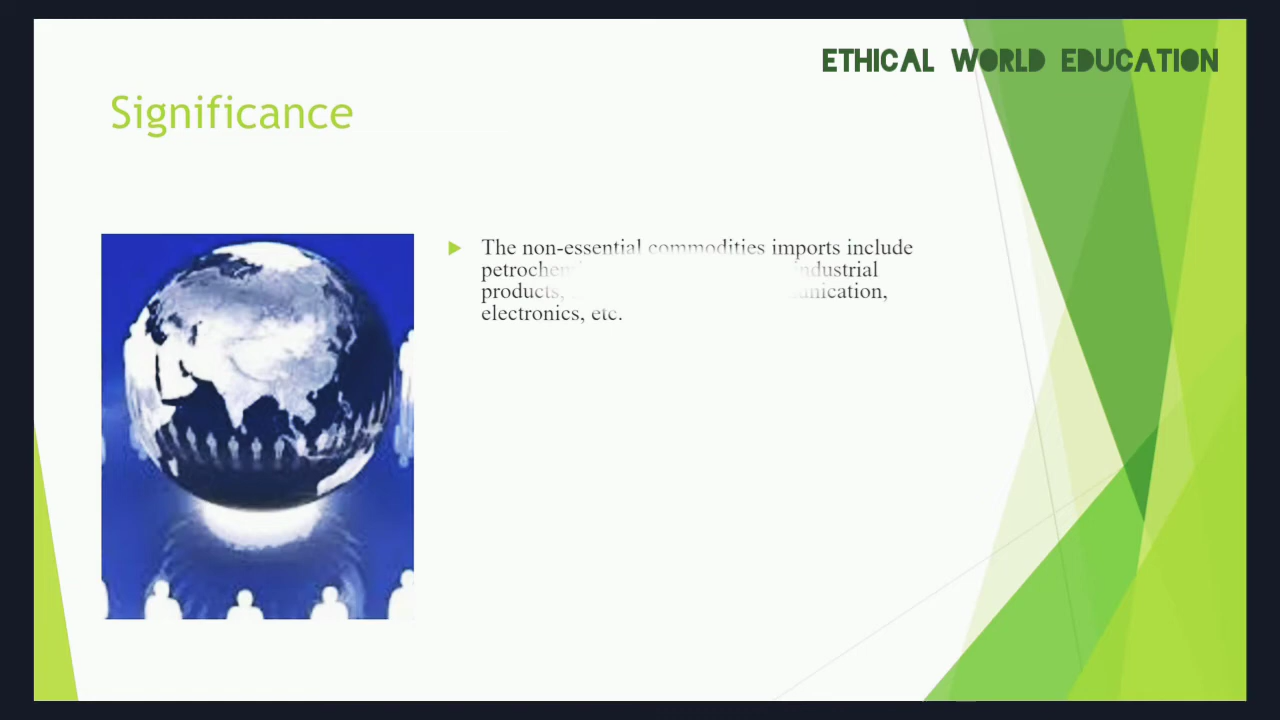 ETHICAL WORLD EDUCATION
Significance
The non-essential commodities imports include
industrial
products,
electronics, etc.